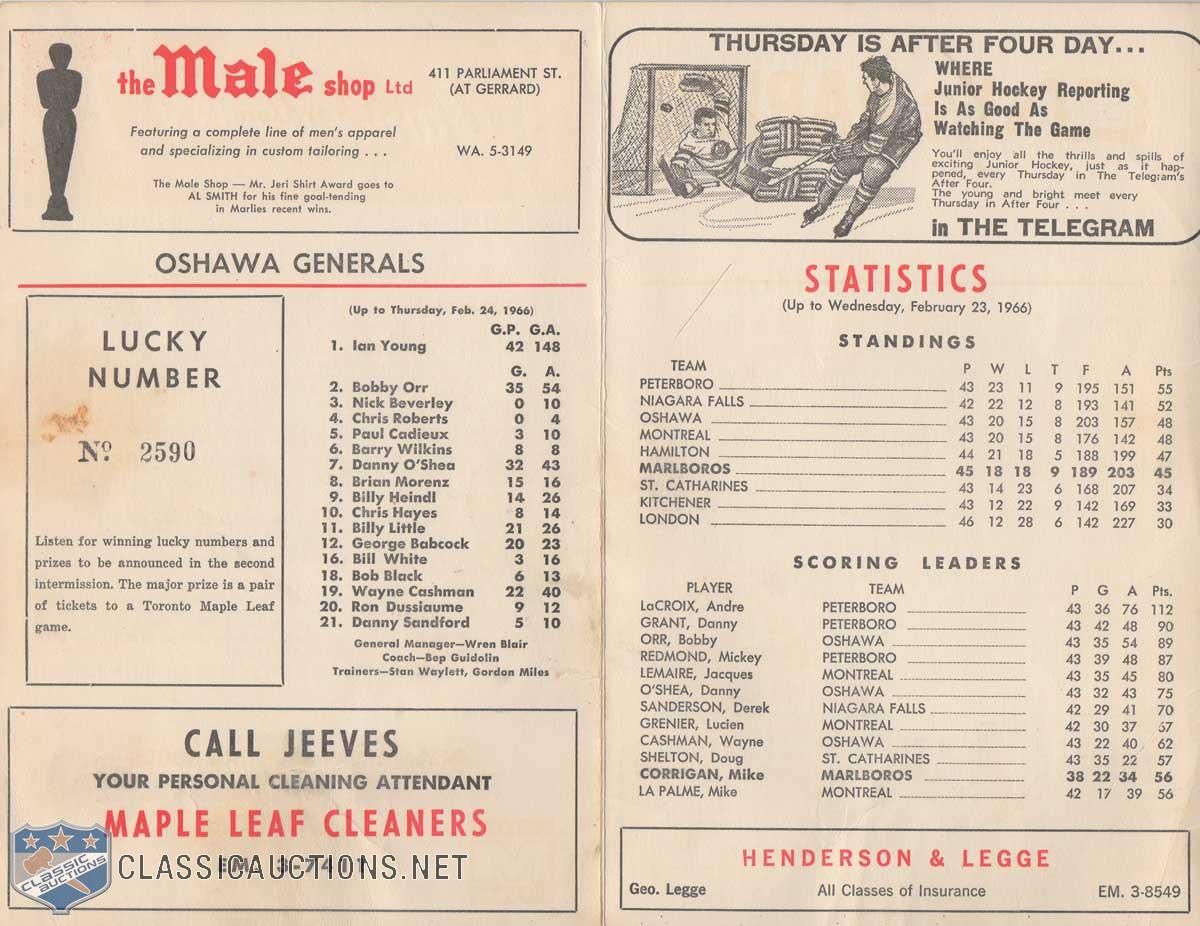 the Male shop Ltd
411 PARLIAMENT ST.
(AT GERRARD)
Featuring a complete line of men's apparel
and specializing in custom tailoring . . .
WA. 5-3149
The Male Shop — Mr. Jeri Shirt Award goes to
AL SMITH for his fine goal-tending
in Marlies recent wins.
OSHAWA GENERALS
LUCKY
NUMBER
Nº 2590
Listen for winning lucky numbers and
prizes to be announced in the second
intermission. The major prize is a pair
of tickets to a Toronto Maple Leaf
game.
(Up to Thursday, Feb. 24, 1966)
G.P. G.A.
1. Ian Young 42 148
G. A.
2. Bobby Orr 35 54
3. Nick Beverley 0 10
4. Chris Roberts 0 4
5. Paul Cadieux 3 10
6. Barry Wilkins 8 8
7. Danny O'Shea 32 43
8. Brian Morenz 15 16
9. Billy Heindl 14 26
10. Chris Hayes 8 14
11. Billy Little 21 26
12. George Babcock 20 23
16. Bill White 3 16
18. Bob Black 6 13
19. Wayne Cashman 22 40
20. Ron Dussiaume 9 12
21. Danny Sandford 5 10
General Manager—Wren Blair
Coach—Bep Guidolin
Trainers—Stan Waylett, Gordon Miles
CALL JEEVES
YOUR PERSONAL CLEANING ATTENDANT
MAPLE LEAF CLEANERS
CLASSIC AUCTIONS
CLASSICAUCTIONS.NET
THURSDAY IS AFTER FOUR DAY...
WHERE
Junior Hockey Reporting
Is As Good As
Watching The Game
You'll enjoy all the thrills and spills of
exciting Junior Hockey, just as it hap-
pened, every Thursday in The Telegram's
After Four.
The young and bright meet every
Thursday in After Four . . .
in THE TELEGRAM
STATISTICS
(Up to Wednesday, February 23, 1966)
STANDINGS
TEAM P W L T F A Pts
PETERBORO 43 23 11 9 195 151 55
NIAGARA FALLS 42 22 12 8 193 141 52
OSHAWA 43 20 15 8 203 157 48
MONTREAL 43 20 15 8 176 142 48
HAMILTON 44 21 18 5 188 199 47
MARLBOROS 45 18 18 9 189 203 45
ST. CATHARINES 43 14 23 6 168 207 34
KITCHENER 43 12 22 9 142 169 33
LONDON 46 12 28 6 142 227 30
SCORING LEADERS
PLAYER TEAM P G A Pts.
LaCROIX, Andre PETERBORO 43 36 76 112
GRANT, Danny PETERBORO 43 42 48 90
ORR, Bobby OSHAWA 43 35 54 89
REDMOND, Mickey PETERBORO 43 39 48 87
LEMAIRE, Jacques MONTREAL 43 35 45 80
O'SHEA, Danny OSHAWA 43 32 43 75
SANDERSON, Derek NIAGARA FALLS 42 29 41 70
GRENIER, Lucien MONTREAL 42 30 37 67
CASHMAN, Wayne OSHAWA 43 22 40 62
SHELTON, Doug ST. CATHARINES 43 35 22 57
CORRIGAN, Mike MARLBOROS 38 22 34 56
LA PALME, Mike MONTREAL 42 17 39 56
HENDERSON & LEGGE
Geo. Legge All Classes of Insurance EM. 3-8549